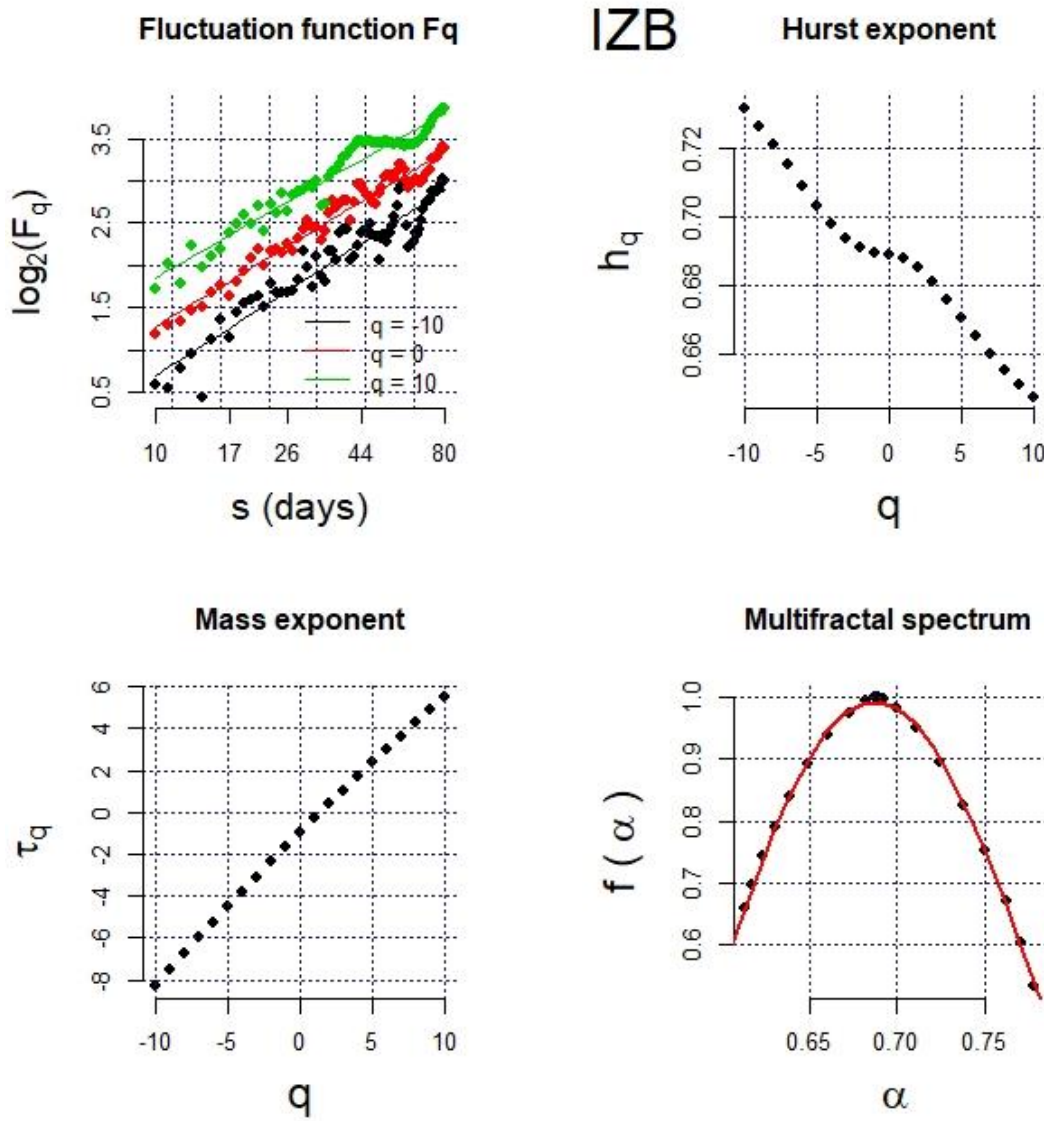 IZB
Fluctuation function Fq
log2(Fq)
3.5
2.5
1.5
0.5
q = -10
q = 0
q = 10
10 17 26 44 80
s (days)
Hurst exponent
hq
0.72
0.70
0.68
0.66
-10 -5 0 5 10
q
Mass exponent
τq
6
4
2
0
-2
-4
-6
-8
-10 -5 0 5 10
q
Multifractal spectrum
f ( α )
1.0
0.9
0.8
0.7
0.6
0.65 0.70 0.75
α